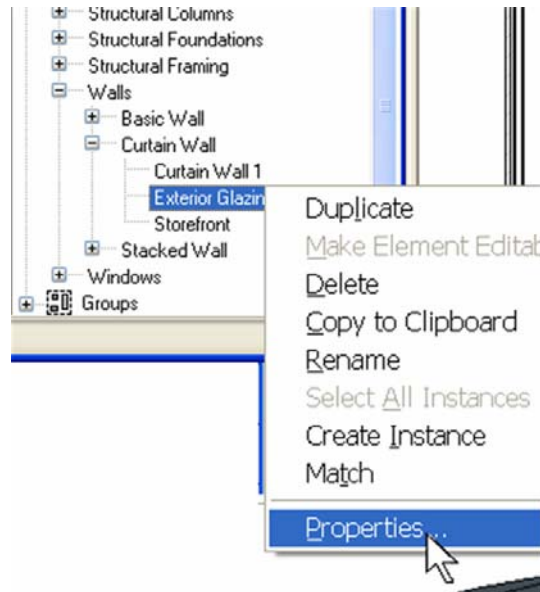 Structural Columns
Structural Foundations
Structural Framing
Walls
Basic Wall
Curtain Wall
Curtain Wall 1
Exterior Glazin
Storefront
Stacked Wall
Windows
Groups
Duplicate
Make Element Editab
Delete
Copy to Clipboard
Rename
Select All Instances
Create Instance
Match
Properties...